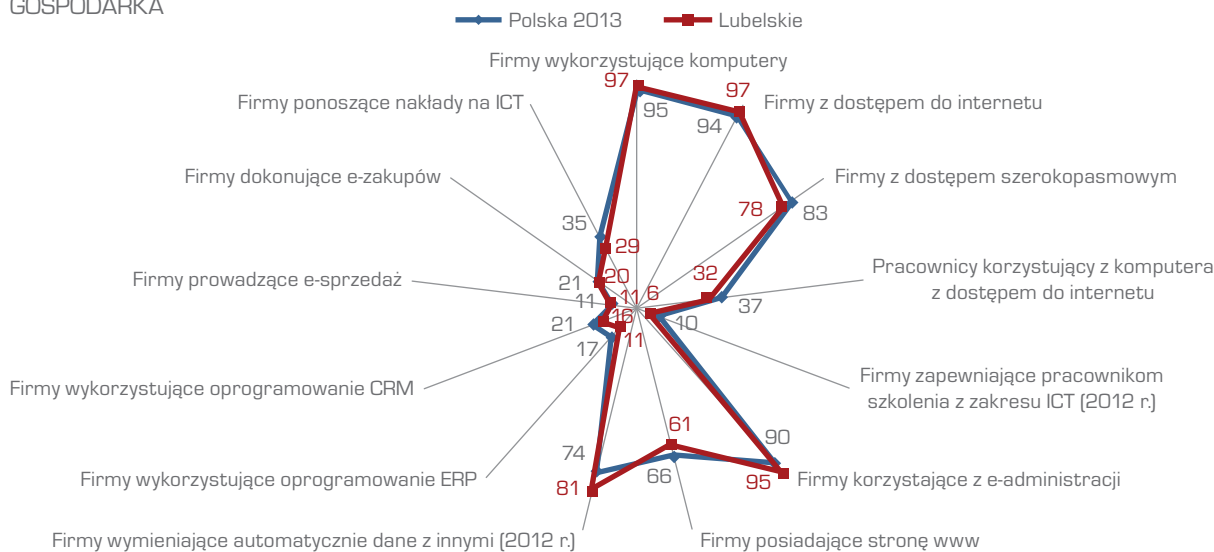 GOSPODARKA
Polska 2013
Lubelskie
Firmy wykorzystujące komputery
97
95
Firmy ponoszące nakłady na ICT
97
94
Firmy z dostępem do internetu
Firmy dokonujące e-zakupów
Firmy z dostępem szerokopasmowym
78
83
35
29
Firmy prowadzące e-sprzedaż
21
20
32
37
Pracownicy korzystujący z komputera
z dostępem do internetu
11
11
6
10
21
16
17
11
Firmy wykorzystujące oprogramowanie CRM
Firmy zapewniające pracownikom
szkolenia z zakresu ICT (2012 r.)
61
66
90
95
74
81
Firmy wykorzystujące oprogramowanie ERP
Firmy korzystające z e-administracji
Firmy wymieniające automatycznie dane z innymi (2012 r.)
Firmy posiadające stronę www